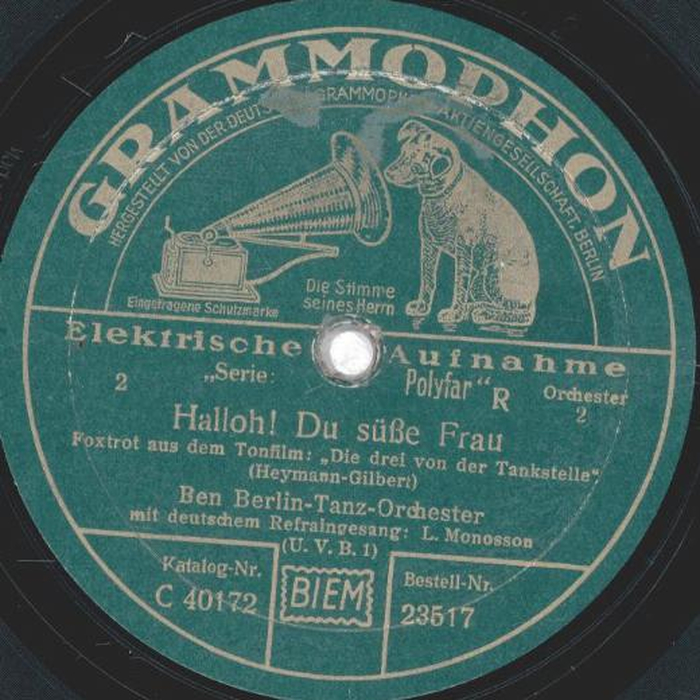 GRAMMOPHON
HERGESTELLT VON DER DEUTSCHEN GRAMMOPHON AKTIENGESELLSCHAFT, BERLIN
Die Stimme
seines Herrn
Eingetragene Schutzmarke
Elektrische Aufnahme
2 „Serie: Polyfar“ R Orchester
2
Halloh! Du süße Frau
Foxtrot aus dem Tonfilm: „Die drei von der Tankstelle“
(Heymann-Gilbert)
Ben Berlin-Tanz-Orchester
mit deutschem Refraingesang: L. Monosson
(U. V. B. 1)
Katalog-Nr.
C 40172
BIEM
Bestell-Nr.
23517